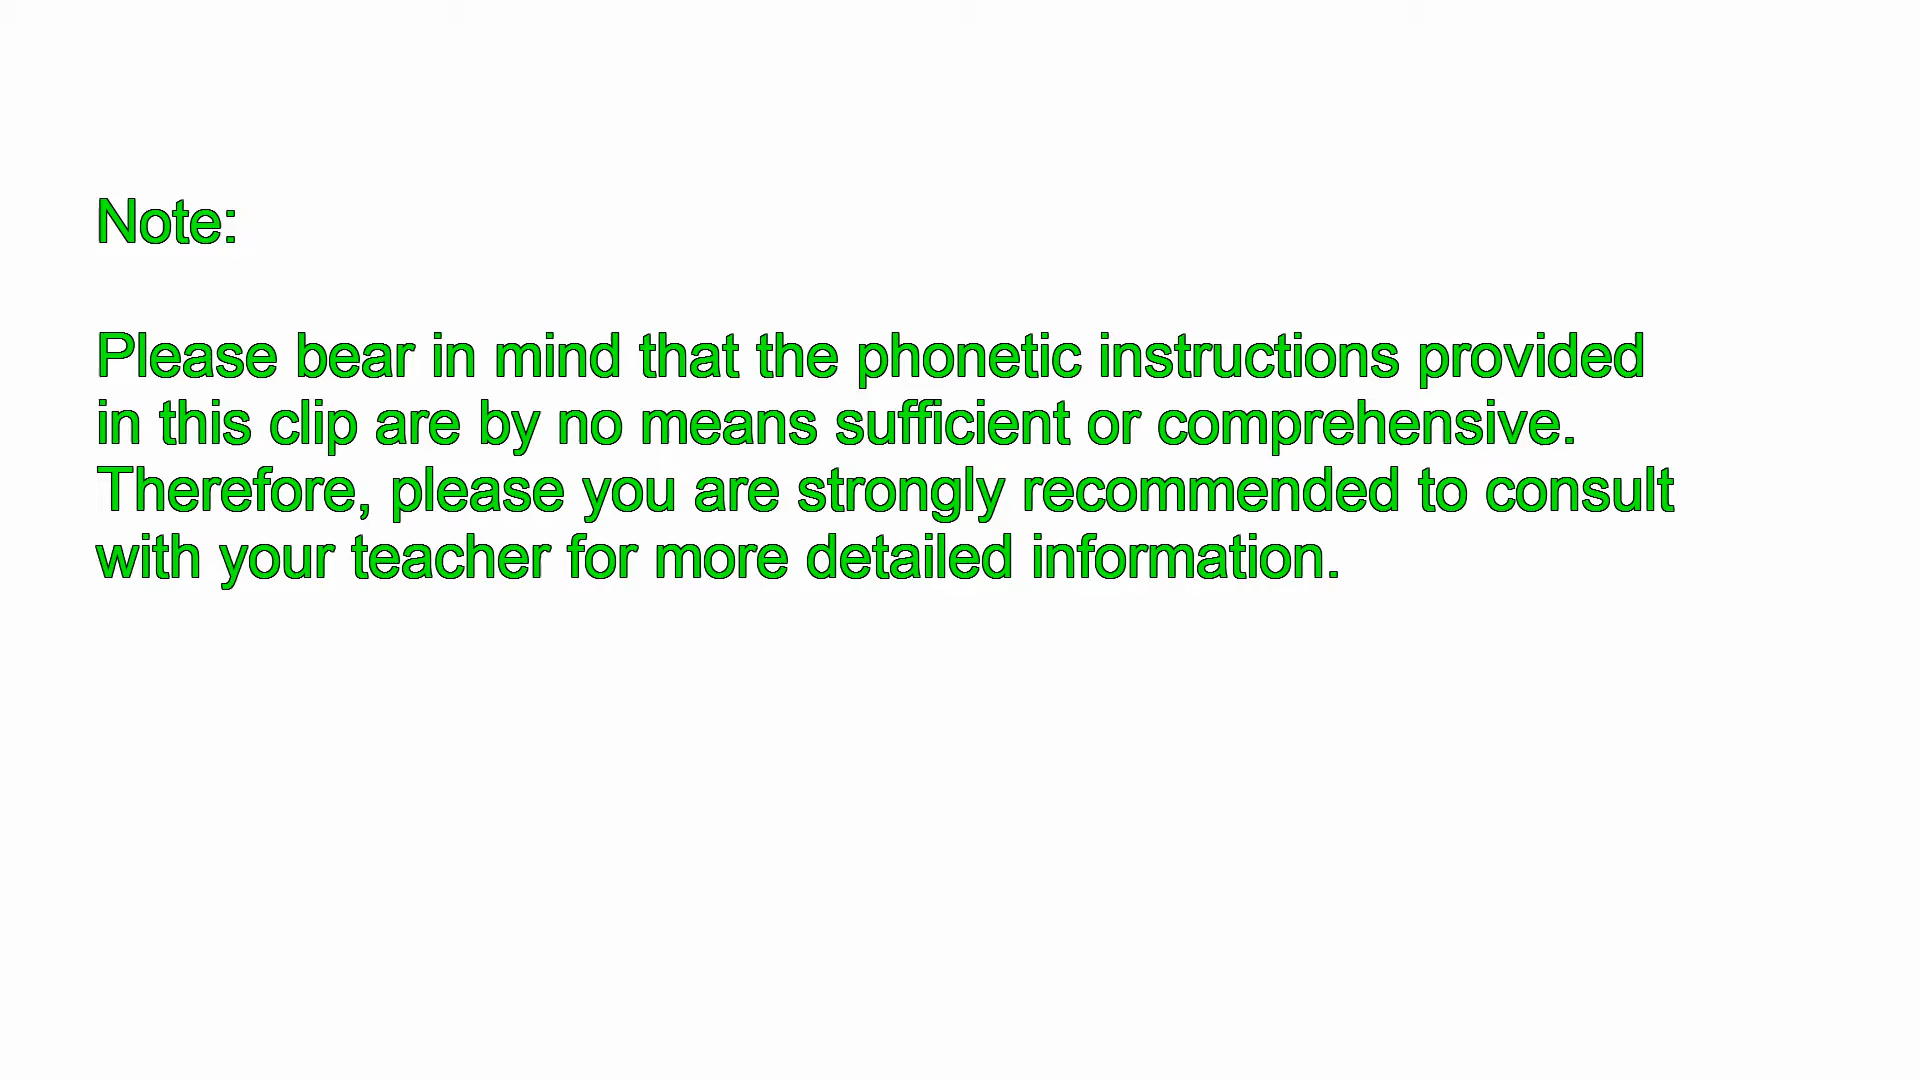 Note:
Please bear in mind that the phonetic instructions provided
in this clip are by no means sufficient or comprehensive.
Therefore, please you are strongly recommended to consult
with your teacher for more detailed information.